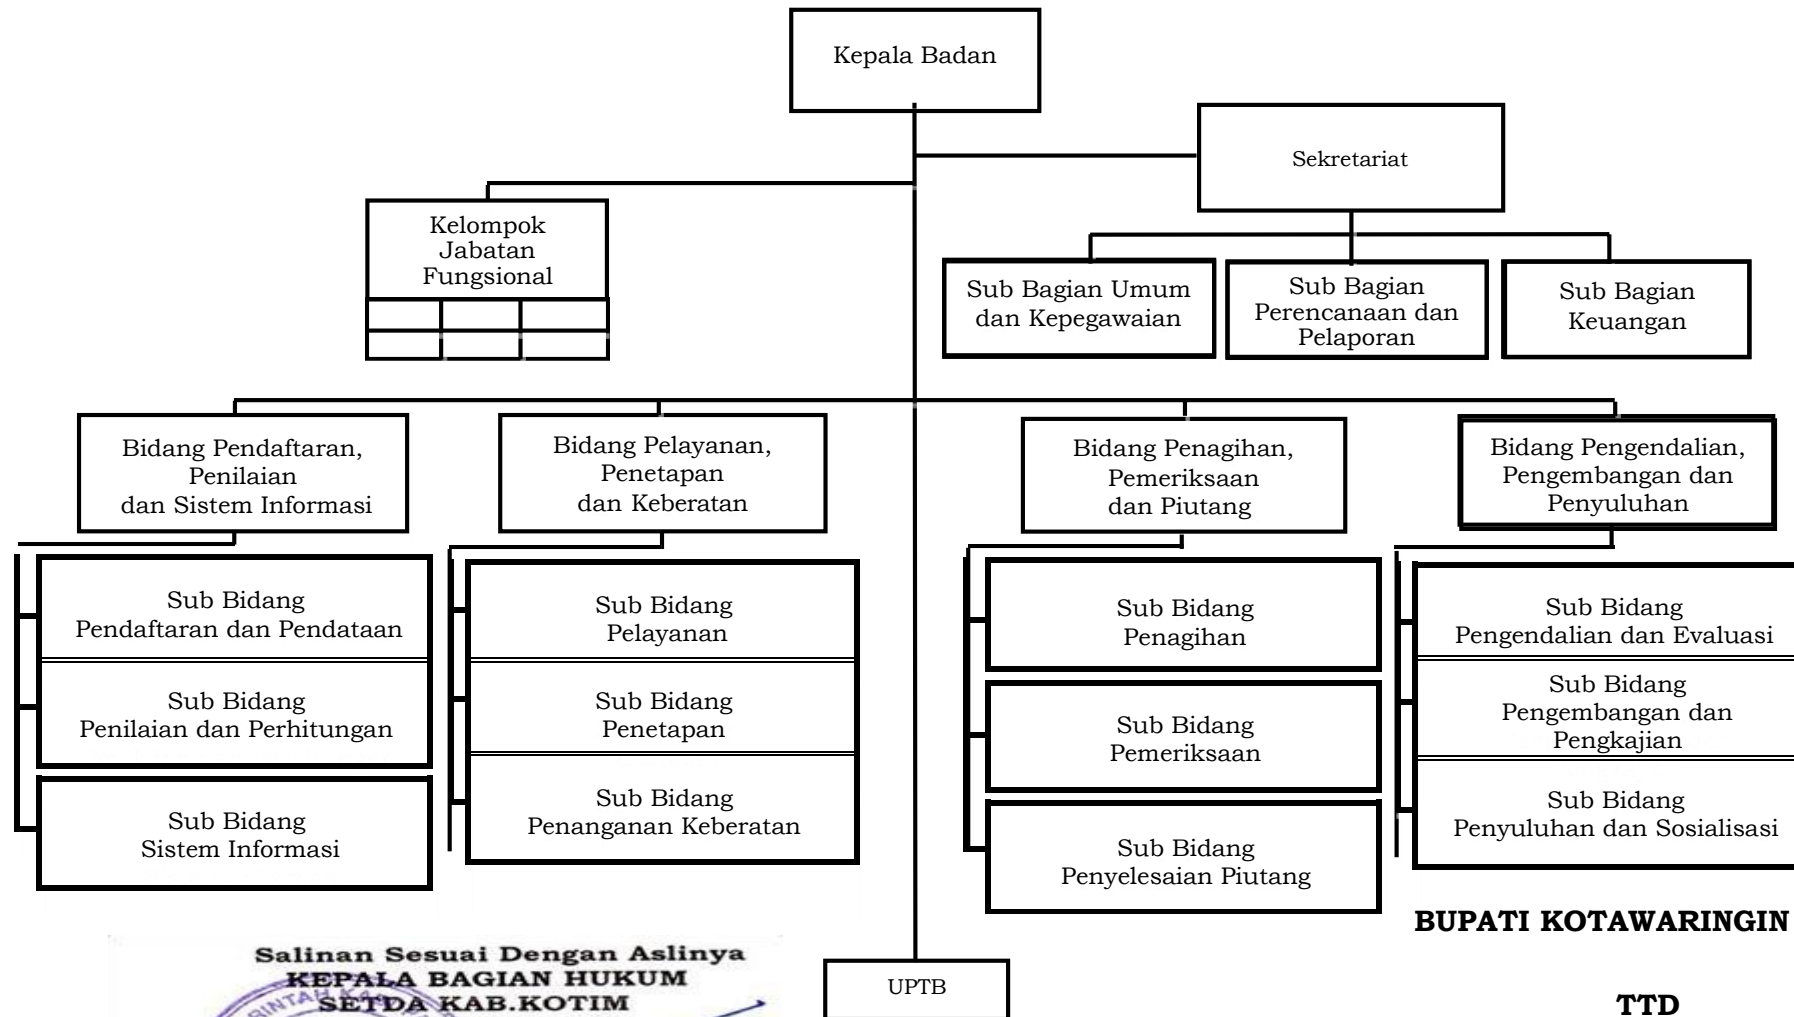 Kepala Badan
Sekretariat
Kelompok
Jabatan
Fungsional
Sub Bagian Umum
dan Kepegawaian
Sub Bagian
Perencanaan dan
Pelaporan
Sub Bagian
Keuangan
Bidang Pendaftaran,
Penilaian
dan Sistem Informasi
Bidang Pelayanan,
Penetapan
dan Keberatan
Bidang Penagihan,
Pemeriksaan
dan Piutang
Bidang Pengendalian,
Pengembangan dan
Penyuluhan
Sub Bidang
Pendaftaran dan Pendataan
Sub Bidang
Penilaian dan Perhitungan
Sub Bidang
Sistem Informasi
Sub Bidang
Pelayanan
Sub Bidang
Penetapan
Sub Bidang
Penanganan Keberatan
Sub Bidang
Penagihan
Sub Bidang
Pemeriksaan
Sub Bidang
Penyelesaian Piutang
Sub Bidang
Pengendalian dan Evaluasi
Sub Bidang
Pengembangan dan
Pengkajian
Sub Bidang
Penyuluhan dan Sosialisasi
BUPATI KOTAWARINGIN
TTD
UPTB
Salinan Sesuai Dengan Aslinya
KEPALA BAGIAN HUKUM
SETDA KAB.KOTIM